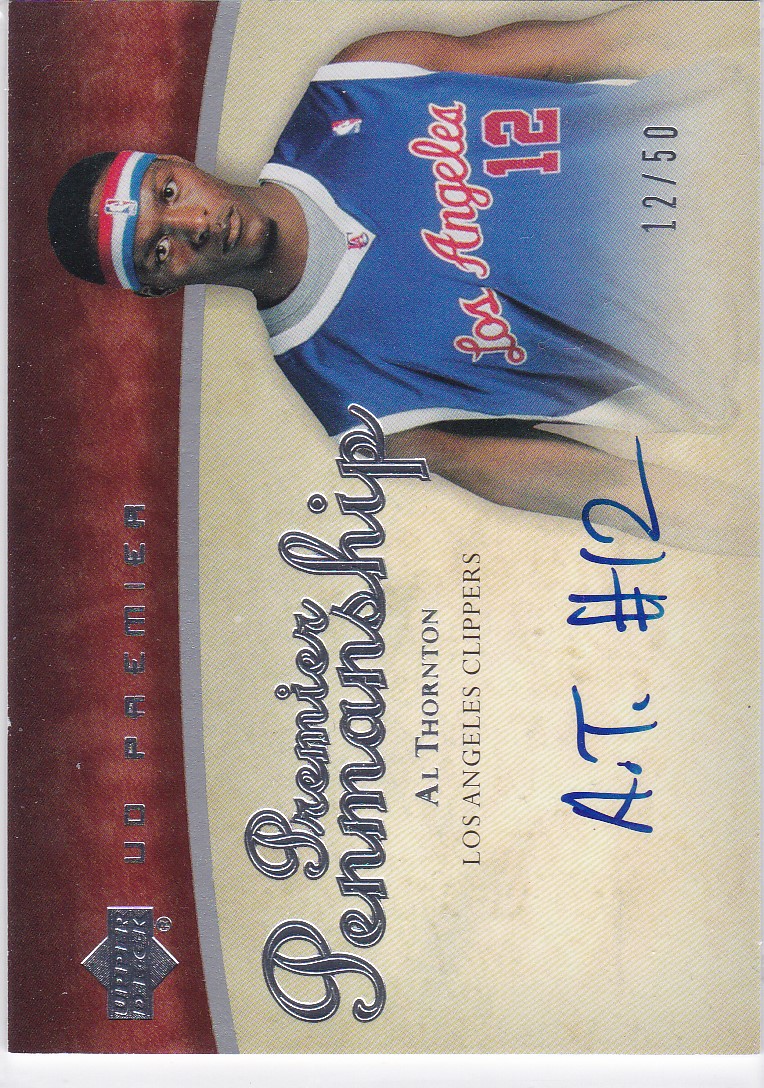 UPPER DECK ®
UD PREMIER
Premier
Penmanship
AL THORNTON
LOS ANGELES CLIPPERS
A.T. #12
Los Angeles
12
12/50